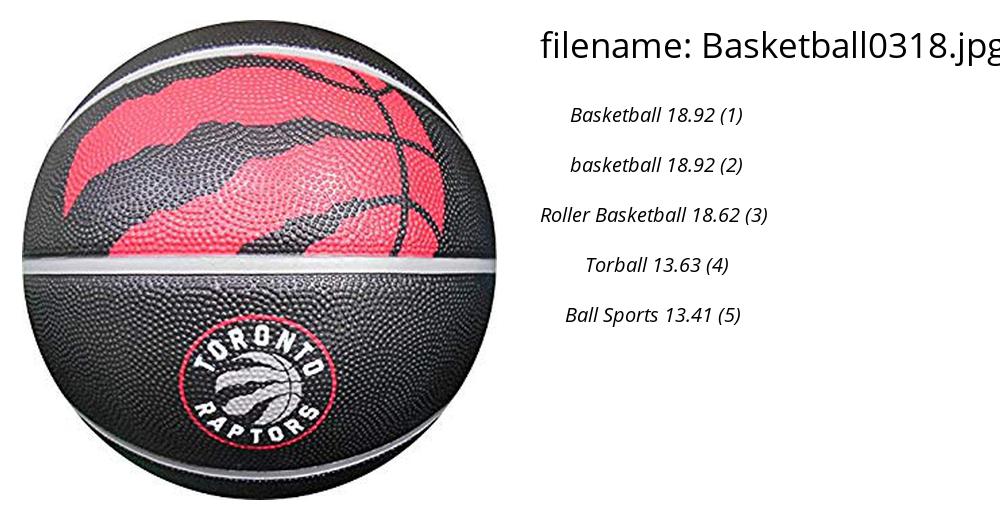 filename: Basketball0318.jpg
Basketball 18.92 (1)
basketball 18.92 (2)
Roller Basketball 18.62 (3)
Torball 13.63 (4)
Ball Sports 13.41 (5)
TORONTO
RAPTORS